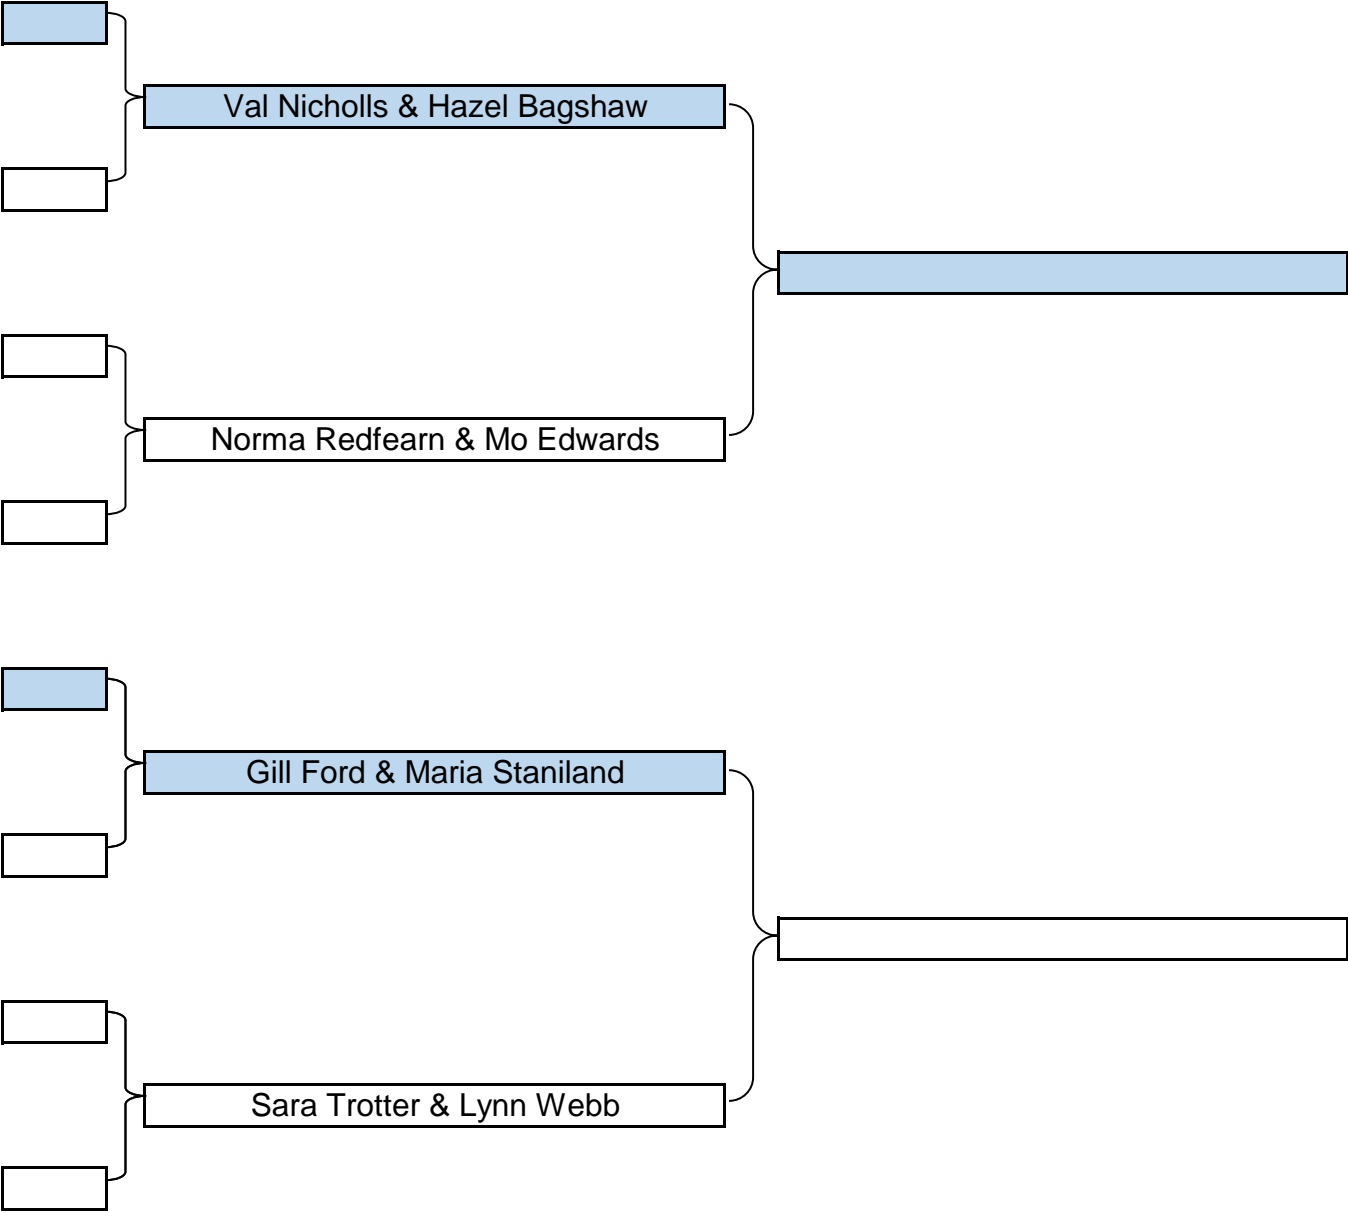 Val Nicholls & Hazel Bagshaw
Norma Redfearn & Mo Edwards
Gill Ford & Maria Staniland
Sara Trotter & Lynn Webb